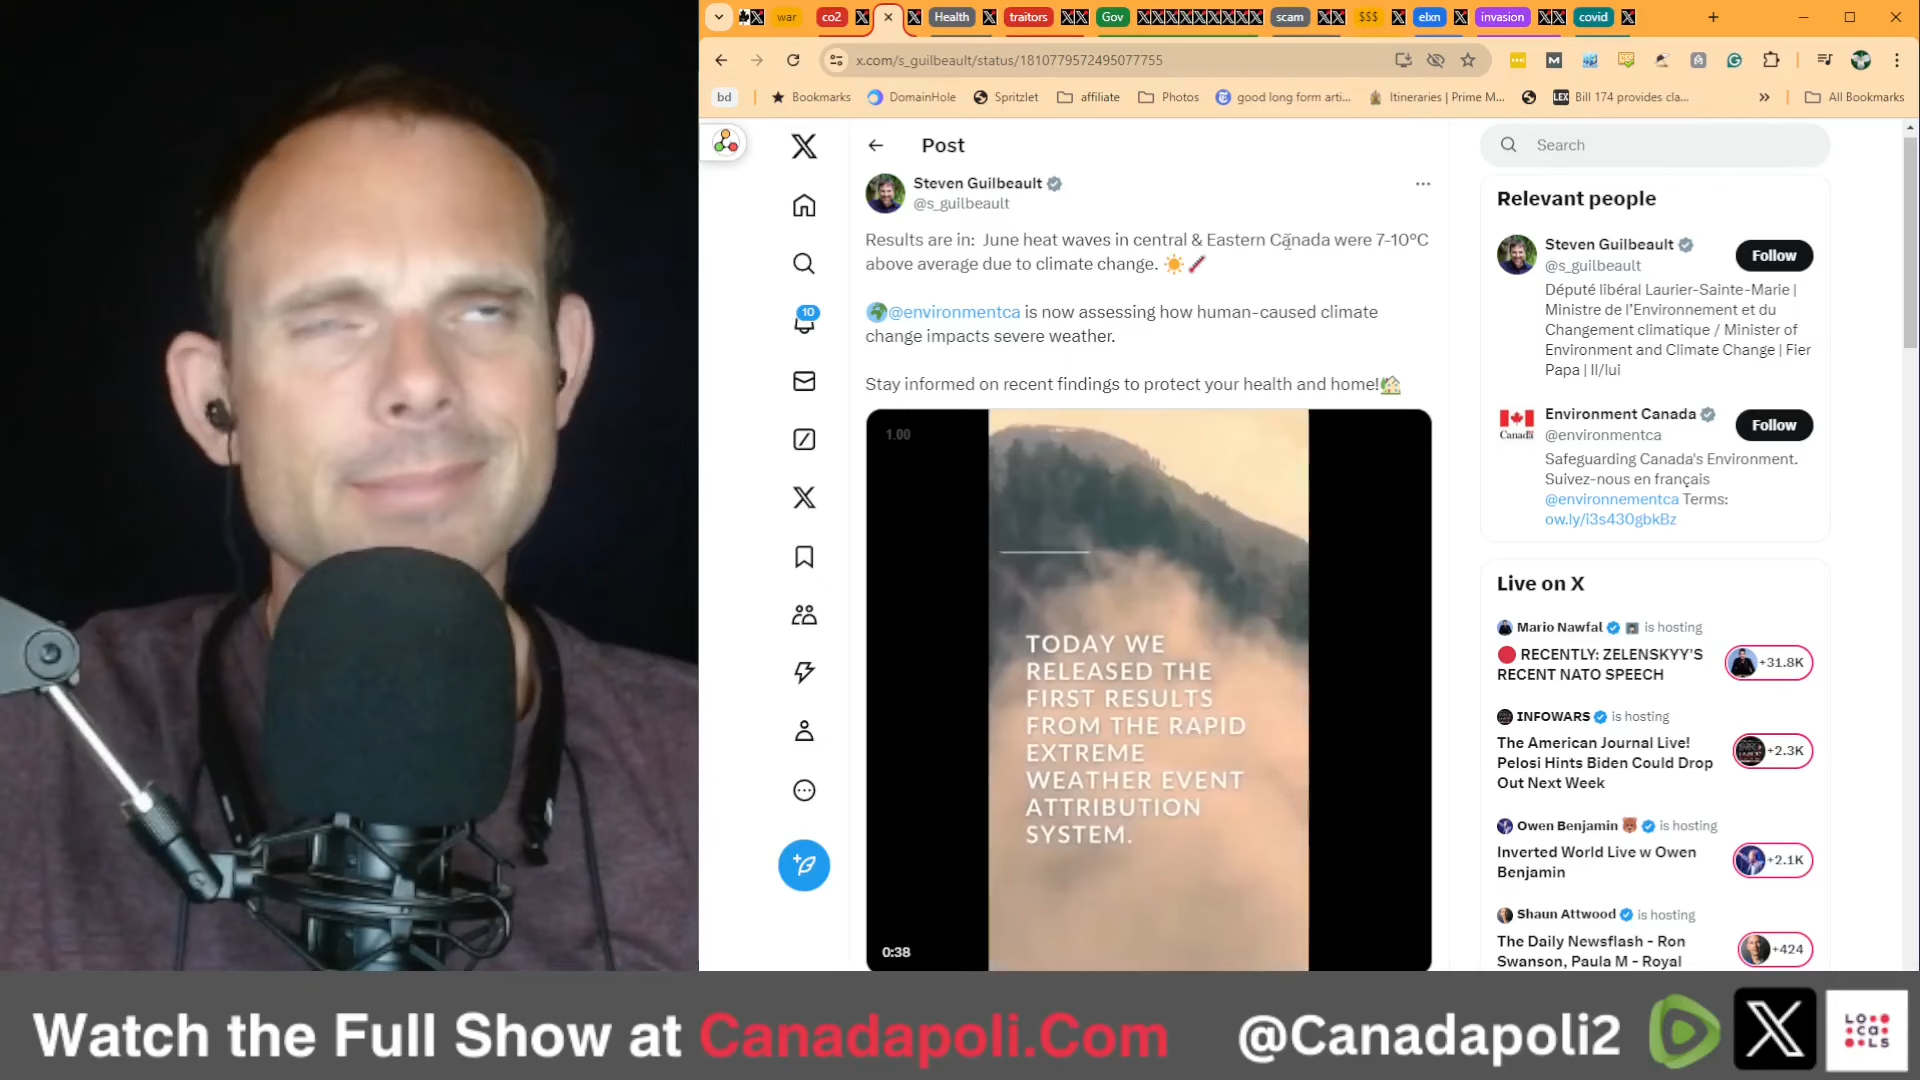 war
co2
Health
traitors
Gov
scam
$$$
elxn
invasion
covid
x.com/s_guilbeault/status/1810779572495077755
bd
Bookmarks
DomainHole
Spritzlet
affiliate
Photos
good long form arti...
Itineraries | Prime M...
LEX Bill 174 provides cla...
All Bookmarks
Post
Search
Steven Guilbeault
@s_guilbeault
Results are in: June heat waves in central & Eastern Canada were 7-10°C
above average due to climate change. ☀️🌡️
🌍@environmentca is now assessing how human-caused climate
change impacts severe weather.
Stay informed on recent findings to protect your health and home!🏡
1.00
TODAY WE
RELEASED THE
FIRST RESULTS
FROM THE RAPID
EXTREME
WEATHER EVENT
ATTRIBUTION
SYSTEM.
0:38
10
Relevant people
Steven Guilbeault
@s_guilbeault
Follow
Député libéral Laurier-Sainte-Marie |
Ministre de l'Environnement et du
Changement climatique / Minister of
Environment and Climate Change | Fier
Papa | Il/lui
Environment Canada
@environmentca
Follow
Canada
Safeguarding Canada's Environment.
Suivez-nous en français
@environnementca Terms:
ow.ly/i3s430gbkBz
Live on X
Mario Nawfal is hosting
🔴 RECENTLY: ZELENSKYY'S
RECENT NATO SPEECH
+31.8K
INFOWARS is hosting
The American Journal Live!
Pelosi Hints Biden Could Drop
Out Next Week
+2.3K
Owen Benjamin 🐻 is hosting
Inverted World Live w Owen
Benjamin
+2.1K
Shaun Attwood is hosting
The Daily Newsflash - Ron
Swanson, Paula M - Royal
+424
Watch the Full Show at Canadapoli.Com
@Canadapoli2
LO
CA
LS